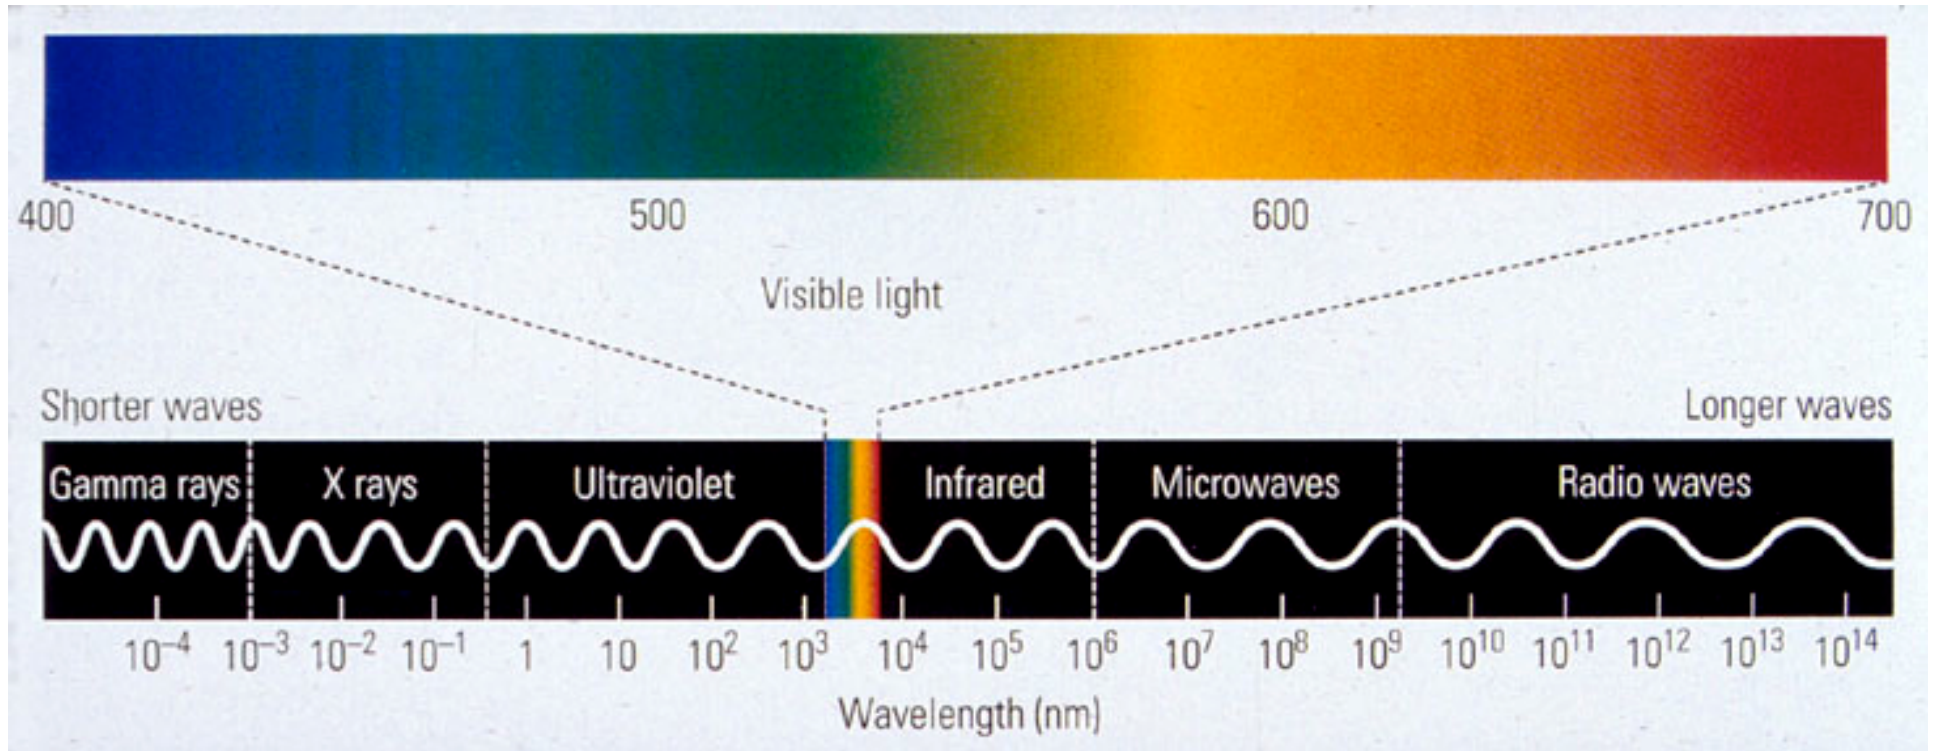 400 500 600 700
Visible light
Shorter waves Longer waves
Gamma rays X rays Ultraviolet Infrared Microwaves Radio waves
10⁻⁴ 10⁻³ 10⁻² 10⁻¹ 1 10 10² 10³ 10⁴ 10⁵ 10⁶ 10⁷ 10⁸ 10⁹ 10¹⁰ 10¹¹ 10¹² 10¹³ 10¹⁴
Wavelength (nm)